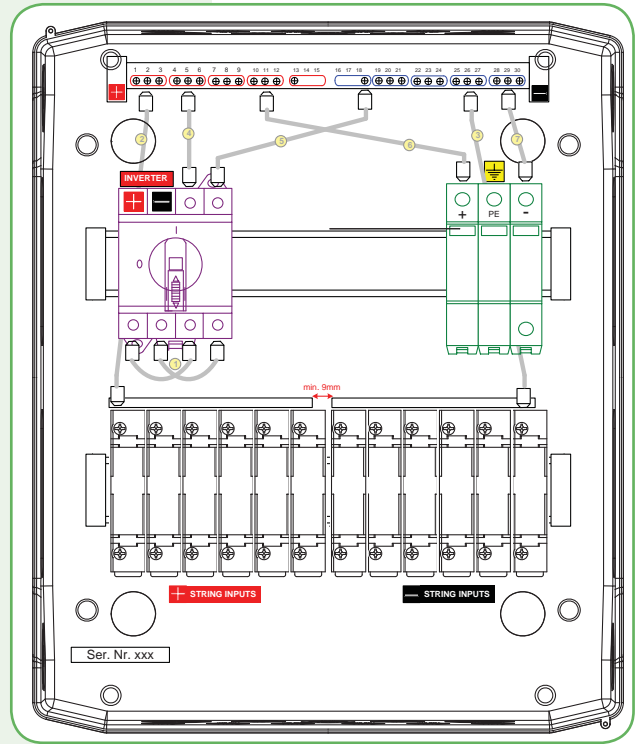 1 2 3 4 5 6 7 8 9 10 11 12 13 14 15 16 17 18 19 20 21 22 23 24 25 26 27 28 29 30
+ −
2 4 5 6 3 7
INVERTER
+ −
+ PE -
I
0
1
min. 9mm
+ STRING INPUTS
− STRING INPUTS
Ser. Nr. xxx